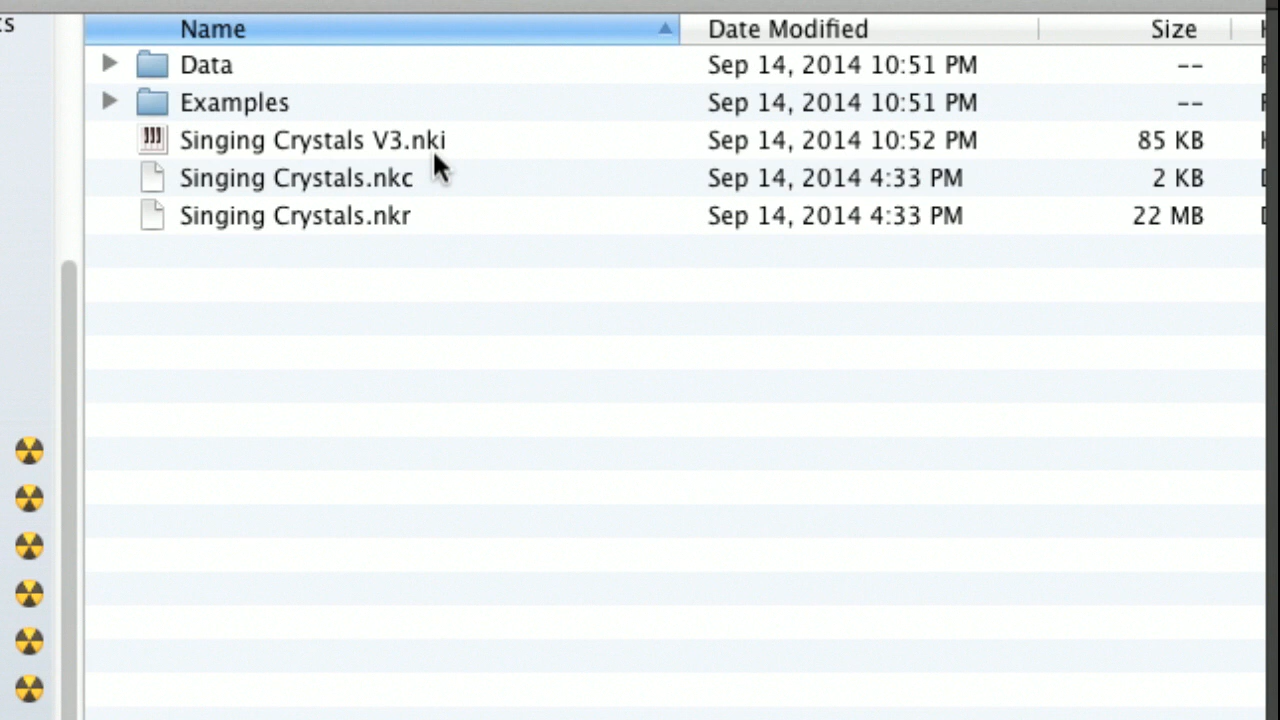 Name Date Modified Size
Data Sep 14, 2014 10:51 PM --
Examples Sep 14, 2014 10:51 PM --
Singing Crystals V3.nki Sep 14, 2014 10:52 PM 85 KB
Singing Crystals.nkc Sep 14, 2014 4:33 PM 2 KB
Singing Crystals.nkr Sep 14, 2014 4:33 PM 22 MB